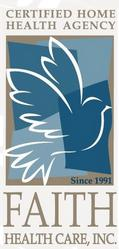 CERTIFIED HOME
HEALTH AGENCY
Since 1991
FAITH
HEALTH CARE, INC.